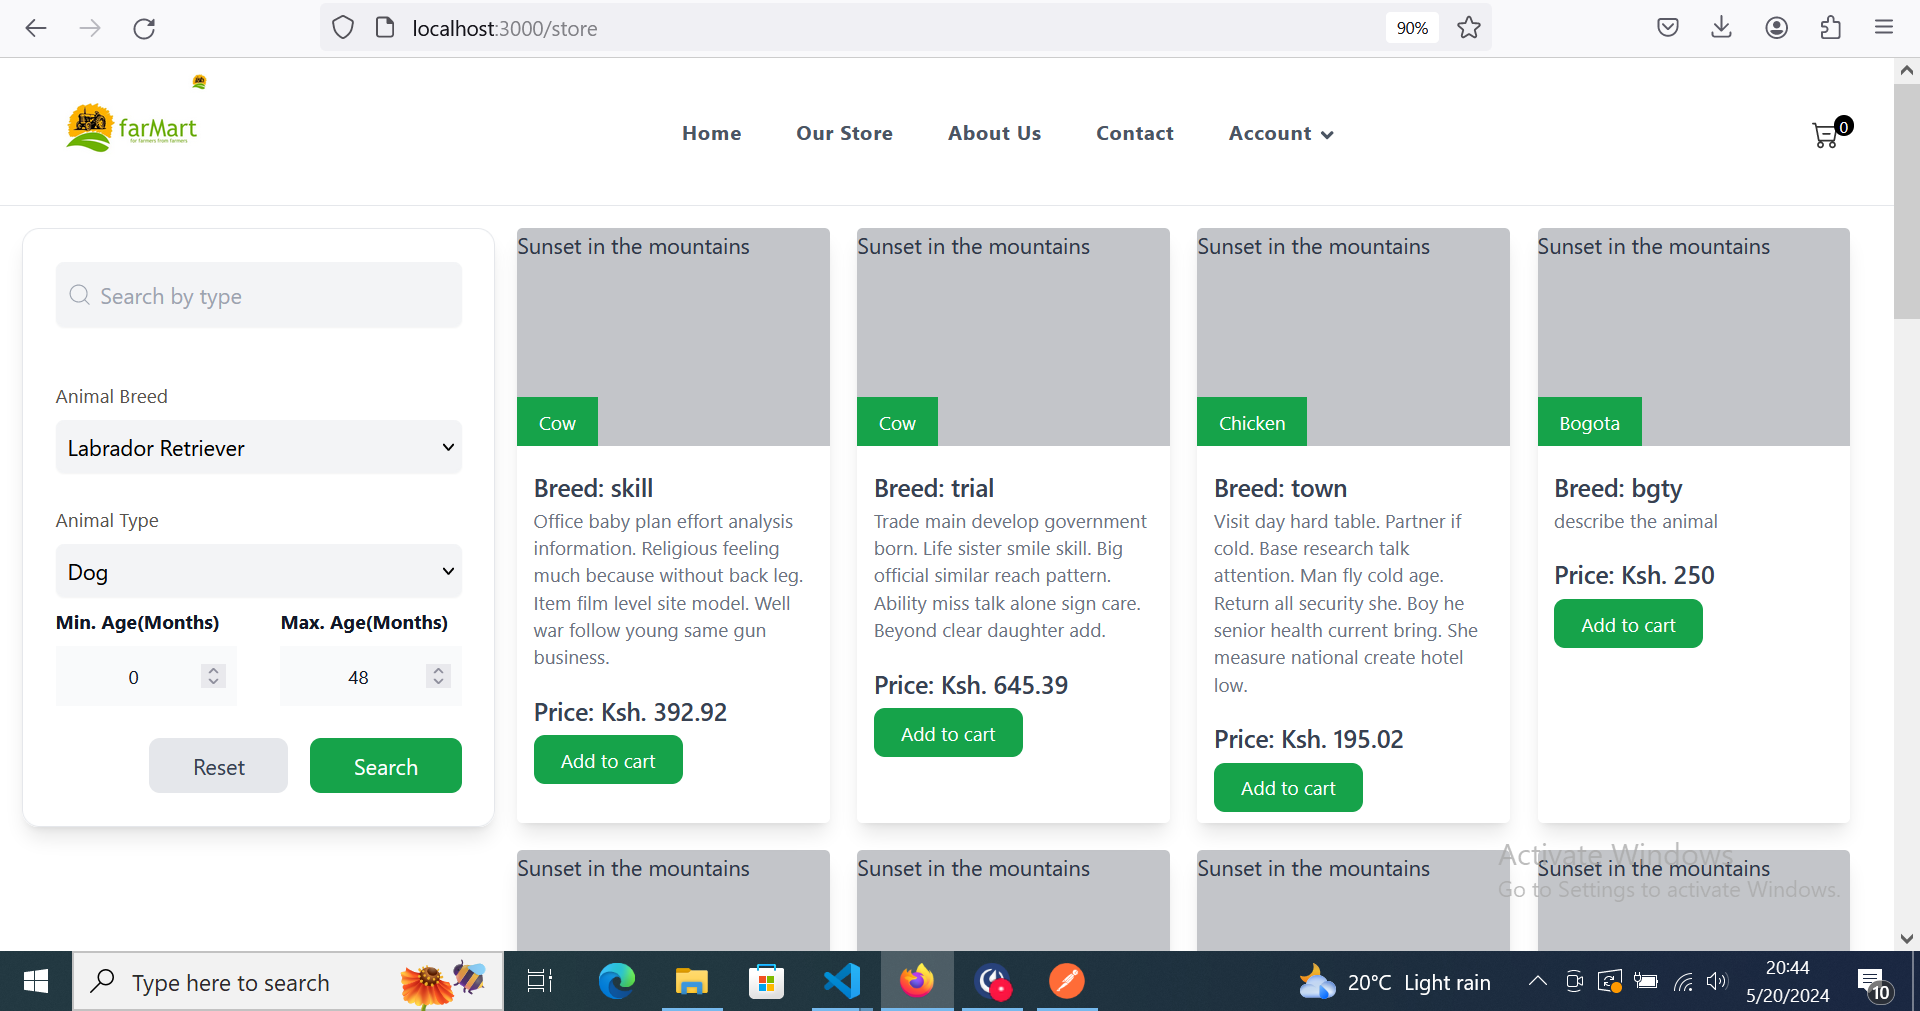 localhost:3000/store
90%
farMart
for farmers from farmers
Home
Our Store
About Us
Contact
Account
0
Search by type
Animal Breed
Labrador Retriever
Animal Type
Dog
Min. Age(Months)
Max. Age(Months)
0
48
Reset
Search
Sunset in the mountains
Cow
Breed: skill
Office baby plan effort analysis
information. Religious feeling
much because without back leg.
Item film level site model. Well
war follow young same gun
business.
Price: Ksh. 392.92
Add to cart
Sunset in the mountains
Cow
Breed: trial
Trade main develop government
born. Life sister smile skill. Big
official similar reach pattern.
Ability miss talk alone sign care.
Beyond clear daughter add.
Price: Ksh. 645.39
Add to cart
Sunset in the mountains
Chicken
Breed: town
Visit day hard table. Partner if
cold. Base research talk
attention. Man fly cold age.
Return all security she. Boy he
senior health current bring. She
measure national create hotel
low.
Price: Ksh. 195.02
Add to cart
Sunset in the mountains
Bogota
Breed: bgty
describe the animal
Price: Ksh. 250
Add to cart
Sunset in the mountains
Sunset in the mountains
Sunset in the mountains
Sunset in the mountains
Activate Windows
Go to Settings to activate Windows.
Type here to search
20°C Light rain
20:44
5/20/2024
10